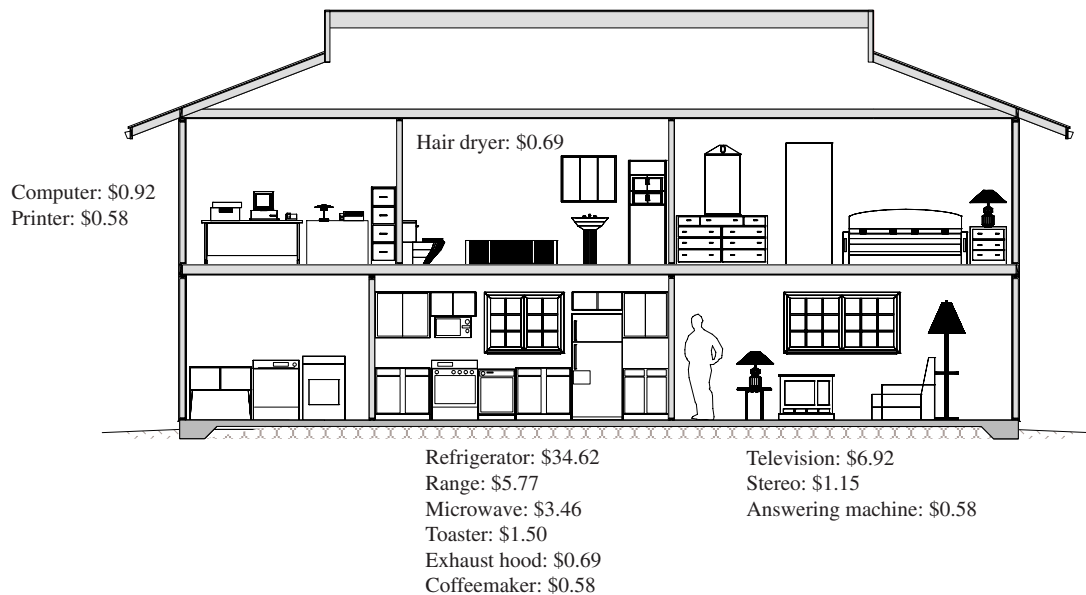 Hair dryer: $0.69
Computer: $0.92
Printer: $0.58
Refrigerator: $34.62
Range: $5.77
Microwave: $3.46
Toaster: $1.50
Exhaust hood: $0.69
Coffeemaker: $0.58
Television: $6.92
Stereo: $1.15
Answering machine: $0.58